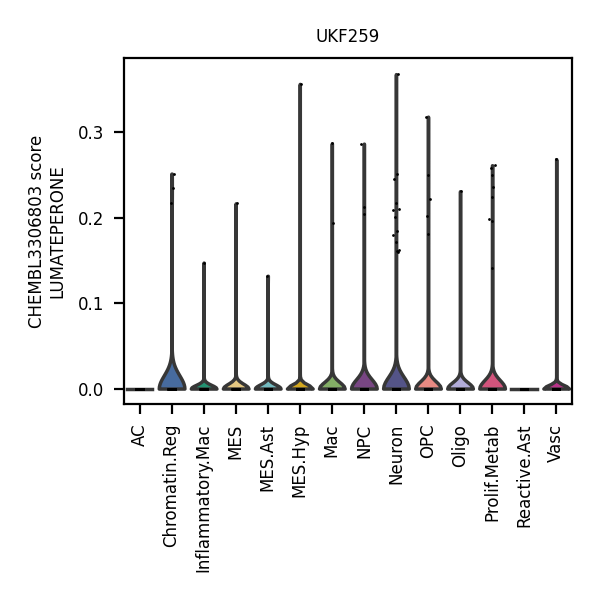 UKF259
CHEMBL3306803 score
LUMATEPERONE
0.3
0.2
0.1
0.0
AC
Chromatin.Reg
Inflammatory.Mac
MES
MES.Ast
MES.Hyp
Mac
NPC
Neuron
OPC
Oligo
Prolif.Metab
Reactive.Ast
Vasc